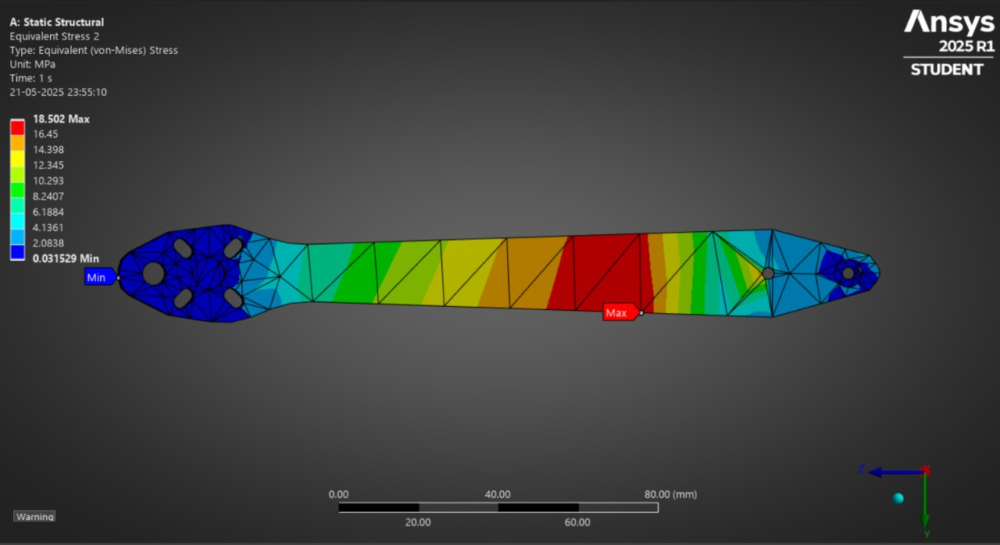 A: Static Structural
Equivalent Stress 2
Type: Equivalent (von-Mises) Stress
Unit: MPa
Time: 1 s
21-05-2025 23:55:10
Ansys
2025 R1
STUDENT
18.502 Max
16.45
14.398
12.345
10.293
8.2407
6.1884
4.1361
2.0838
0.031529 Min
Min
Max
0.00 40.00 80.00 (mm)
20.00 60.00
Warning
Z
X
Y